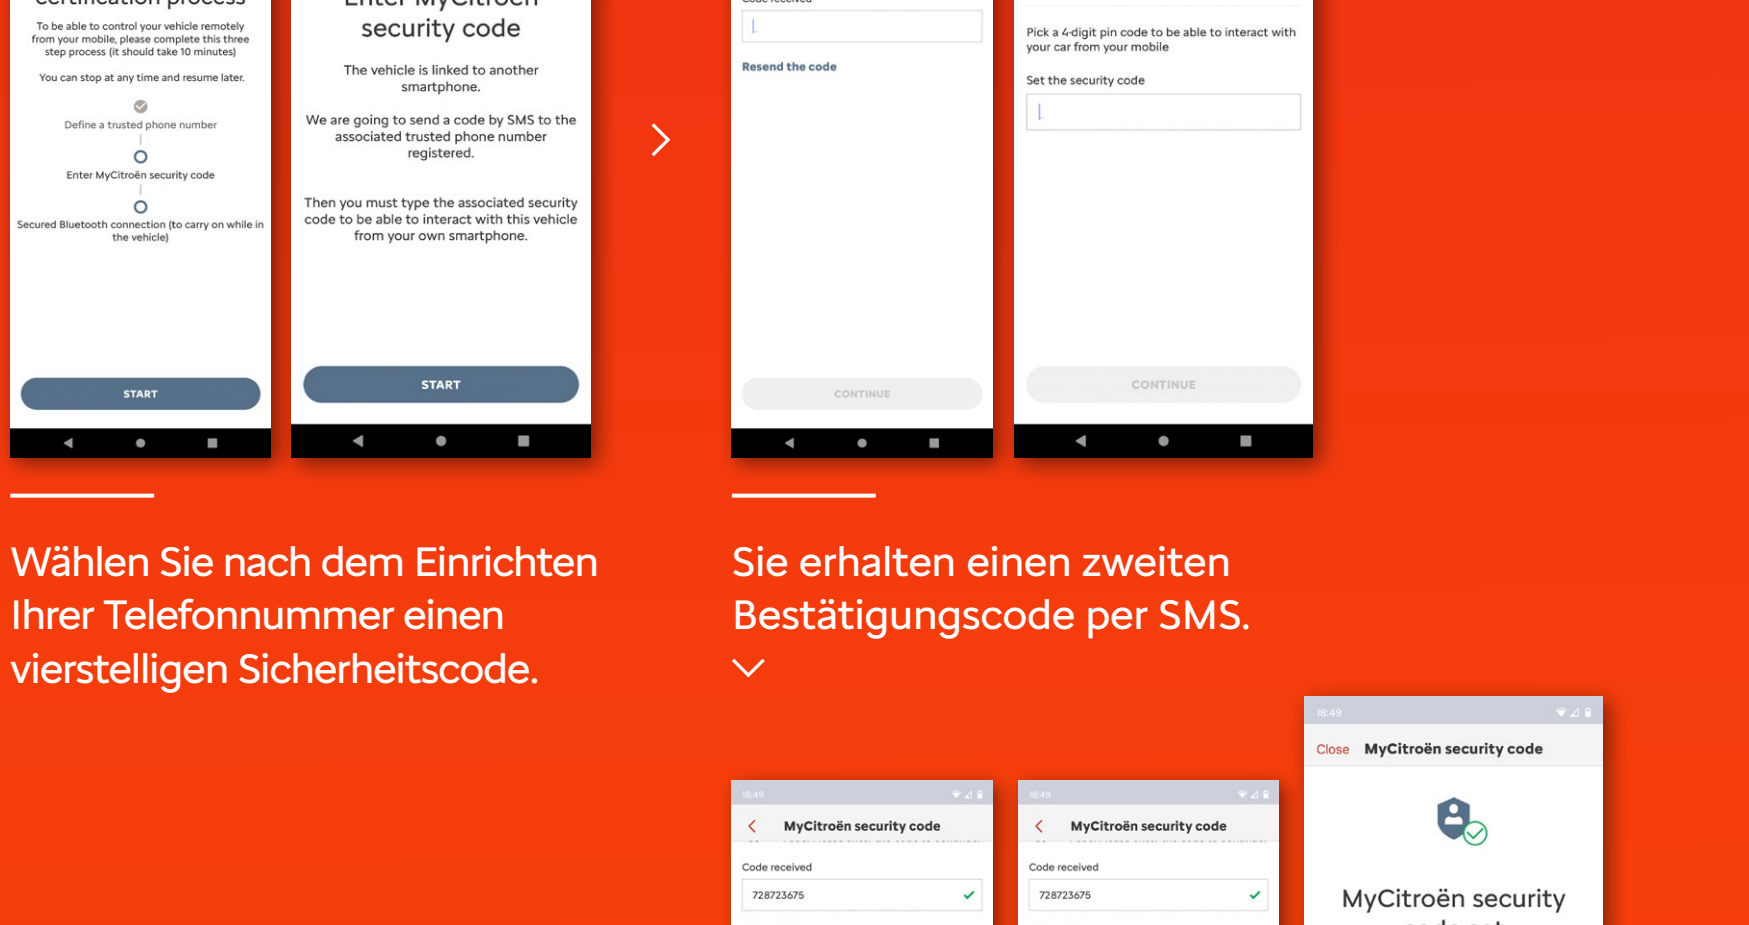 certification process
To be able to control your vehicle remotely
from your mobile, please complete this three
step process (it should take 10 minutes)
You can stop at any time and resume later.
Define a trusted phone number
Enter MyCitroën security code
Secured Bluetooth connection (to carry on while in
the vehicle)
START
Enter MyCitroën
security code
The vehicle is linked to another
smartphone.
We are going to send a code by SMS to the
associated trusted phone number
registered.
Then you must type the associated security
code to be able to interact with this vehicle
from your own smartphone.
START
Code received
Resend the code
CONTINUE
Pick a 4-digit pin code to be able to interact with
your car from your mobile
Set the security code
CONTINUE
Wählen Sie nach dem Einrichten
Ihrer Telefonnummer einen
vierstelligen Sicherheitscode.
Sie erhalten einen zweiten
Bestätigungscode per SMS.
18:49
MyCitroën security code
Code received
728723675
18:49
MyCitroën security code
Code received
728723675
18:49
Close MyCitroën security code
MyCitroën security